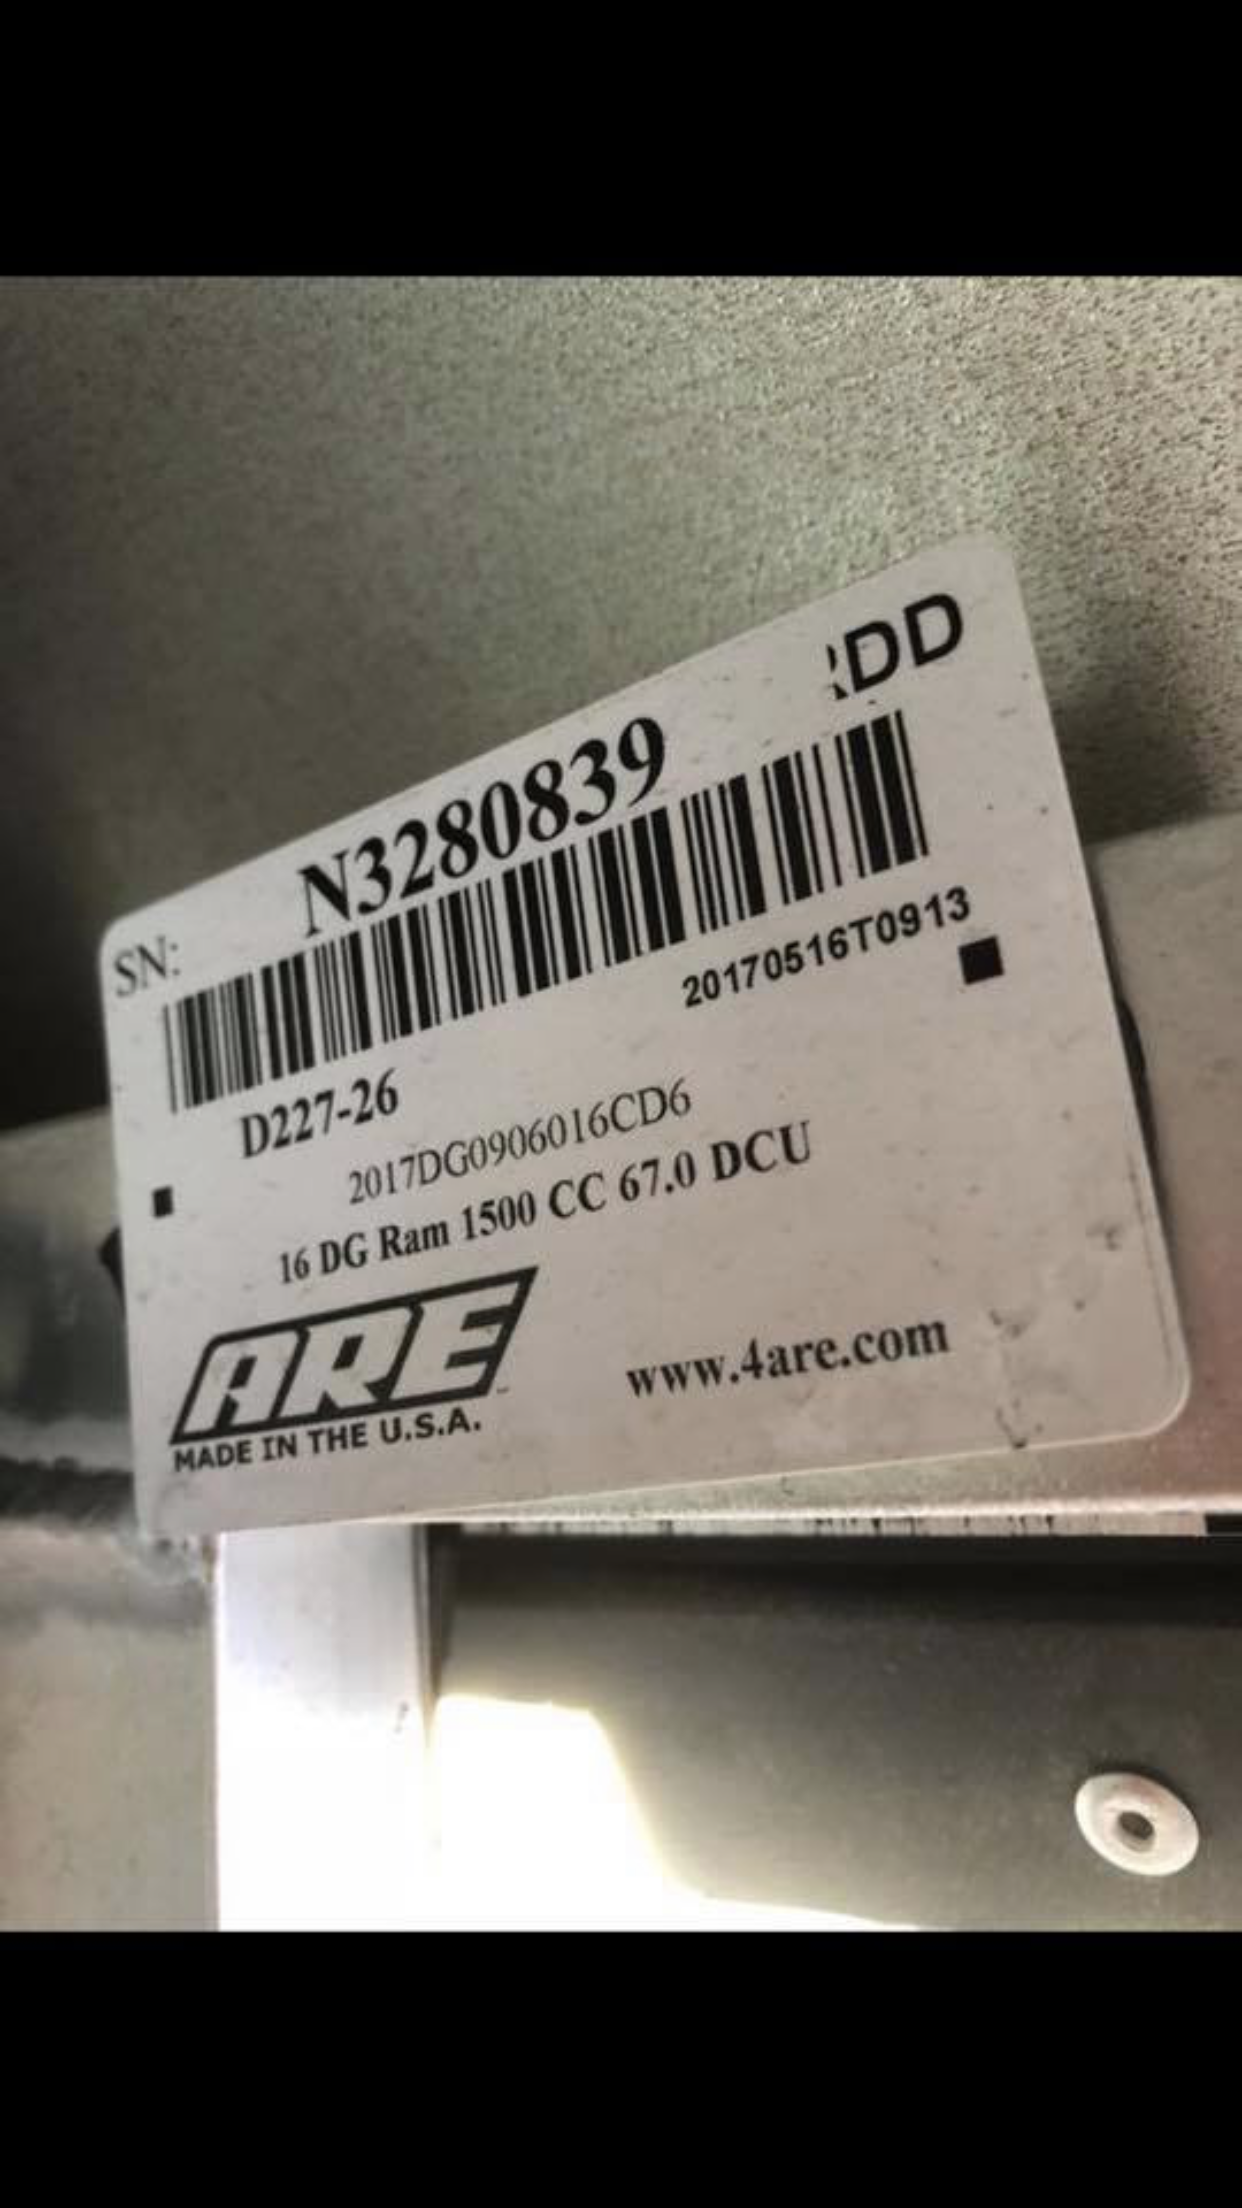 DD
SN: N3280839
20170516T0913
D227-26
2017DG0906016CD6
16 DG Ram 1500 CC 67.0 DCU
ARE
MADE IN THE U.S.A.
www.4are.com